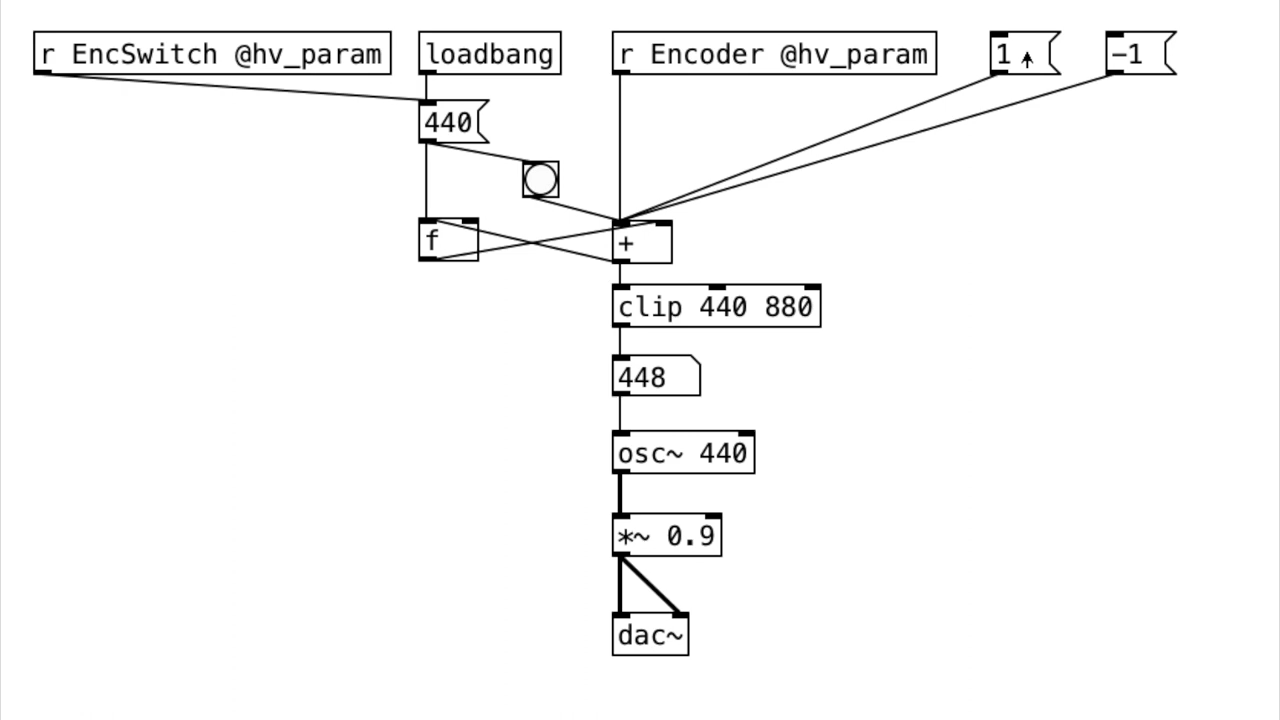 r EncSwitch @hv_param
loadbang
r Encoder @hv_param
1
-1
440
f
+
clip 440 880
448
osc~ 440
*~ 0.9
dac~